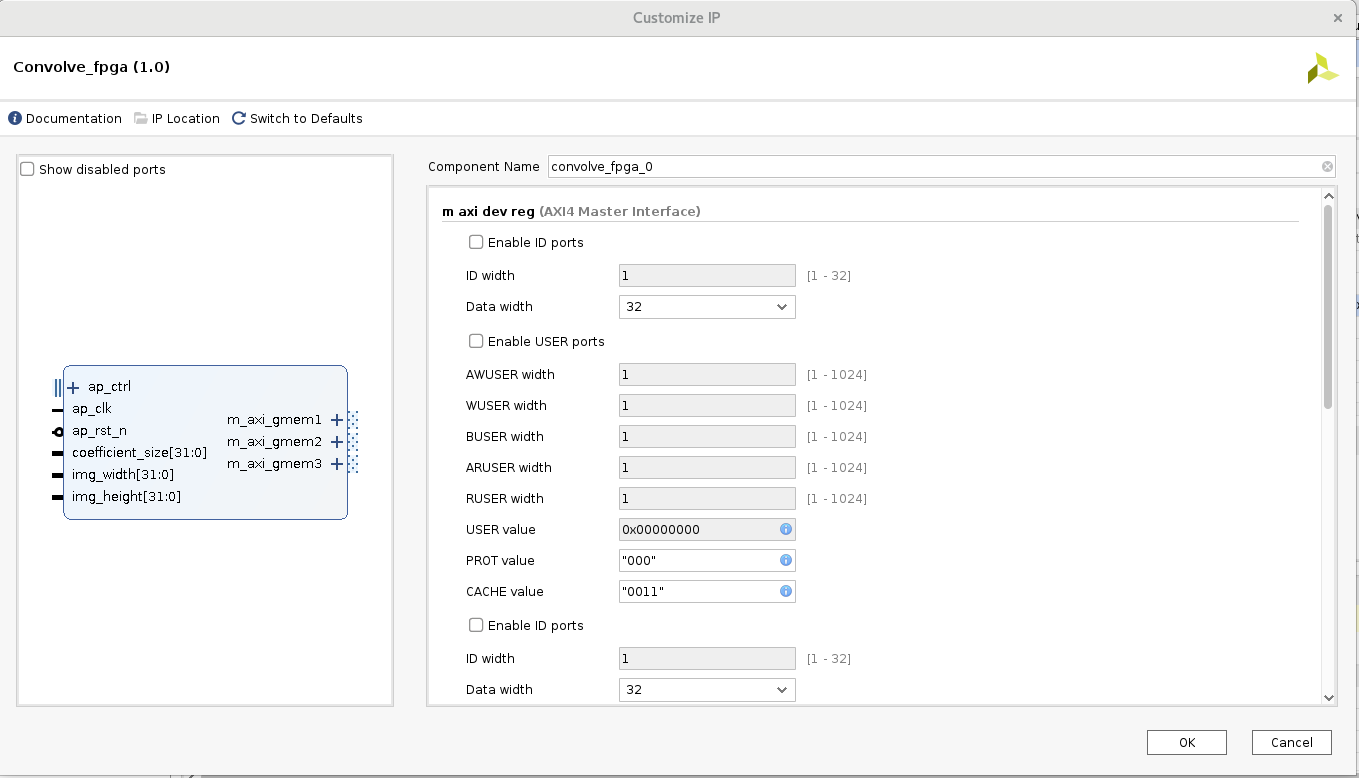 Customize IP
Convolve_fpga (1.0)
Documentation IP Location Switch to Defaults
Show disabled ports
ap_ctrl
ap_clk
ap_rst_n
coefficient_size[31:0]
img_width[31:0]
img_height[31:0]
m_axi_gmem1
m_axi_gmem2
m_axi_gmem3
Component Name convolve_fpga_0
m axi dev reg (AXI4 Master Interface)
Enable ID ports
ID width 1 [1 - 32]
Data width 32
Enable USER ports
AWUSER width 1 [1 - 1024]
WUSER width 1 [1 - 1024]
BUSER width 1 [1 - 1024]
ARUSER width 1 [1 - 1024]
RUSER width 1 [1 - 1024]
USER value 0x00000000
PROT value "000"
CACHE value "0011"
Enable ID ports
ID width 1 [1 - 32]
Data width 32
OK Cancel